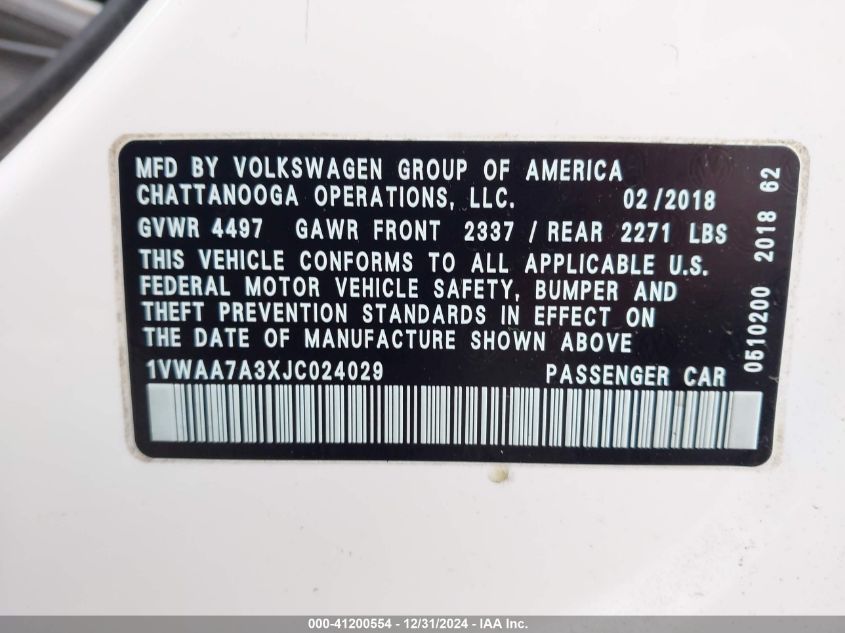 MFD BY VOLKSWAGEN GROUP OF AMERICA
CHATTANOOGA OPERATIONS, LLC. 02/2018
GVWR 4497 GAWR FRONT 2337 / REAR 2271 LBS
THIS VEHICLE CONFORMS TO ALL APPLICABLE U.S.
FEDERAL MOTOR VEHICLE SAFETY, BUMPER AND
THEFT PREVENTION STANDARDS IN EFFECT ON
THE DATE OF MANUFACTURE SHOWN ABOVE
1VWAA7A3XJC024029 PASSENGER CAR
0510200 2018 62
000-41200554 - 12/31/2024 - IAA Inc.